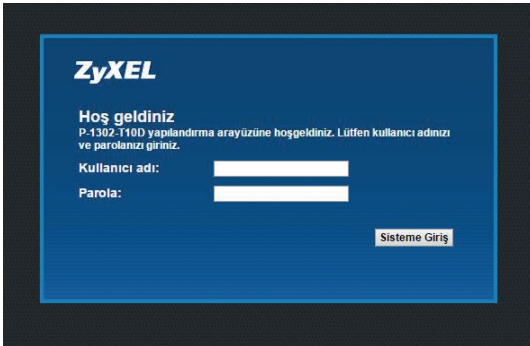 ZyXEL
Hoş geldiniz
P-1302-T10D yapılandırma arayüzüne hoşgeldiniz. Lütfen kullanıcı adınızı
ve parolanızı giriniz.
Kullanıcı adı:
Parola:
Sisteme Giriş